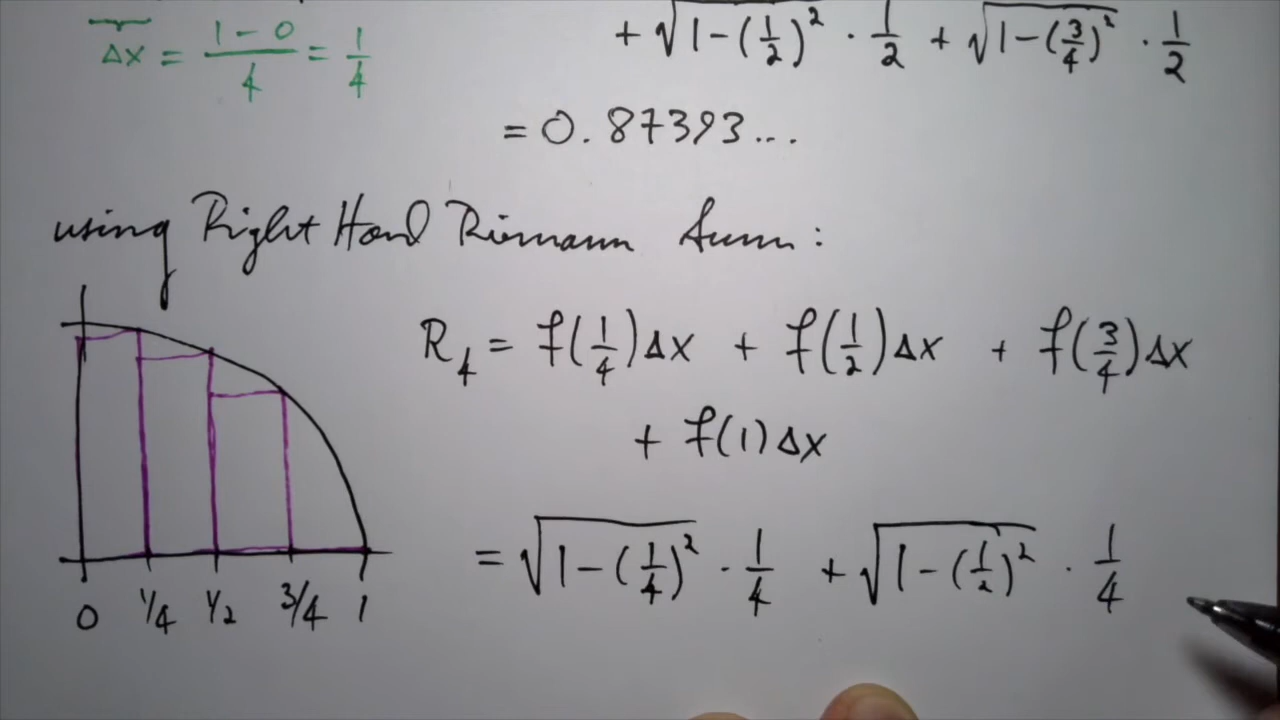 Δx = (1 - 0)/4 = 1/4
+ √(1-(1/2)²) · 1/2 + √(1-(3/4)²) · 1/2
= 0.87393...
using Right Hand Riemann Sum:
R₄ = f(1/4)Δx + f(1/2)Δx + f(3/4)Δx
+ f(1)Δx
= √(1-(1/4)²) · 1/4 + √(1-(1/2)²) · 1/4
0 1/4 1/2 3/4 1